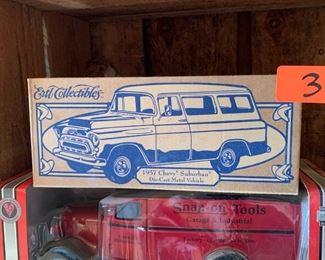 Ertl Collectibles
3
1957 Chevy Suburban
Die-Cast Metal Vehicle
Snap-on Tools
Garage & Industrial